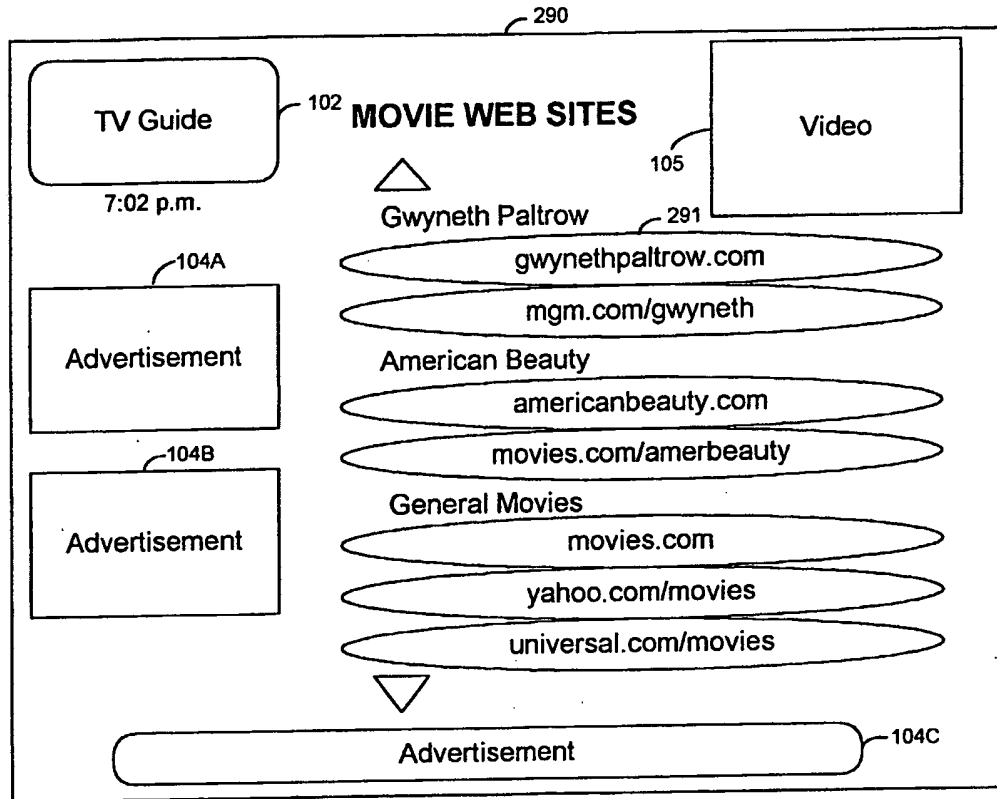 290
TV Guide
102
MOVIE WEB SITES
Video
105
7:02 p.m.
Gwyneth Paltrow
291
gwynethpaltrow.com
mgm.com/gwyneth
104A
Advertisement
American Beauty
americanbeauty.com
movies.com/amerbeauty
104B
Advertisement
General Movies
movies.com
yahoo.com/movies
universal.com/movies
Advertisement
104C